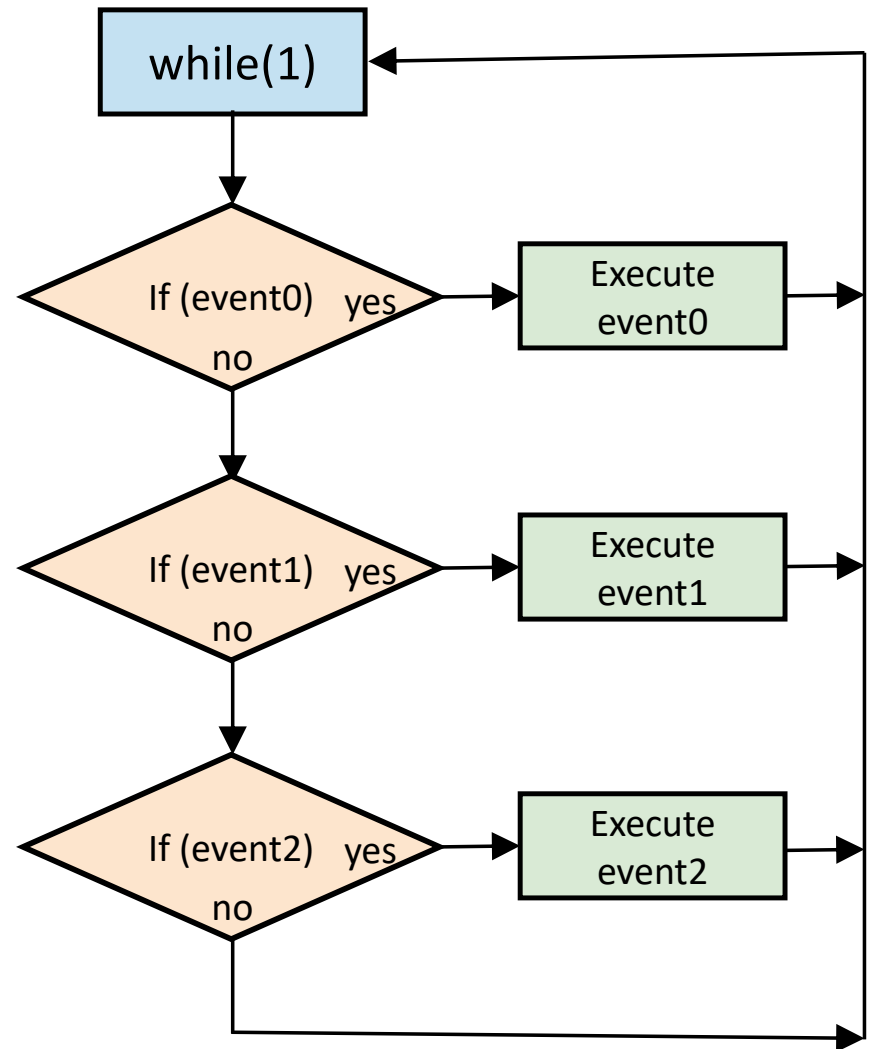 while(1)
If (event0) yes
no
Execute
event0
If (event1) yes
no
Execute
event1
If (event2) yes
no
Execute
event2